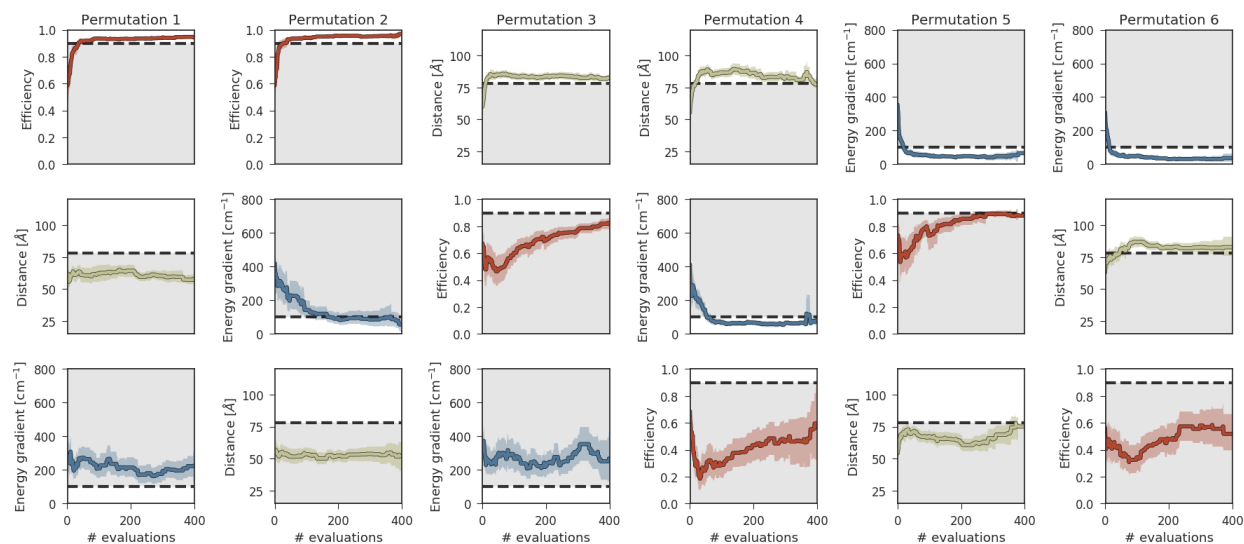 Permutation 1 Permutation 2 Permutation 3 Permutation 4 Permutation 5 Permutation 6
Efficiency
1.0
0.8
0.6
0.4
0.2
0.0
Efficiency
1.0
0.8
0.6
0.4
0.2
0.0
Distance [Å]
100
75
50
25
Distance [Å]
100
75
50
25
Energy gradient [cm⁻¹]
800
600
400
200
0
Energy gradient [cm⁻¹]
800
600
400
200
0
Distance [Å]
100
75
50
25
Energy gradient [cm⁻¹]
800
600
400
200
0
Efficiency
1.0
0.8
0.6
0.4
0.2
0.0
Energy gradient [cm⁻¹]
800
600
400
200
0
Efficiency
1.0
0.8
0.6
0.4
0.2
0.0
Distance [Å]
100
75
50
25
Energy gradient [cm⁻¹]
800
600
400
200
0
0 200 400
# evaluations
Distance [Å]
100
75
50
25
0 200 400
# evaluations
Energy gradient [cm⁻¹]
800
600
400
200
0
0 200 400
# evaluations
Efficiency
1.0
0.8
0.6
0.4
0.2
0.0
0 200 400
# evaluations
Distance [Å]
100
75
50
25
0 200 400
# evaluations
Efficiency
1.0
0.8
0.6
0.4
0.2
0.0
0 200 400
# evaluations